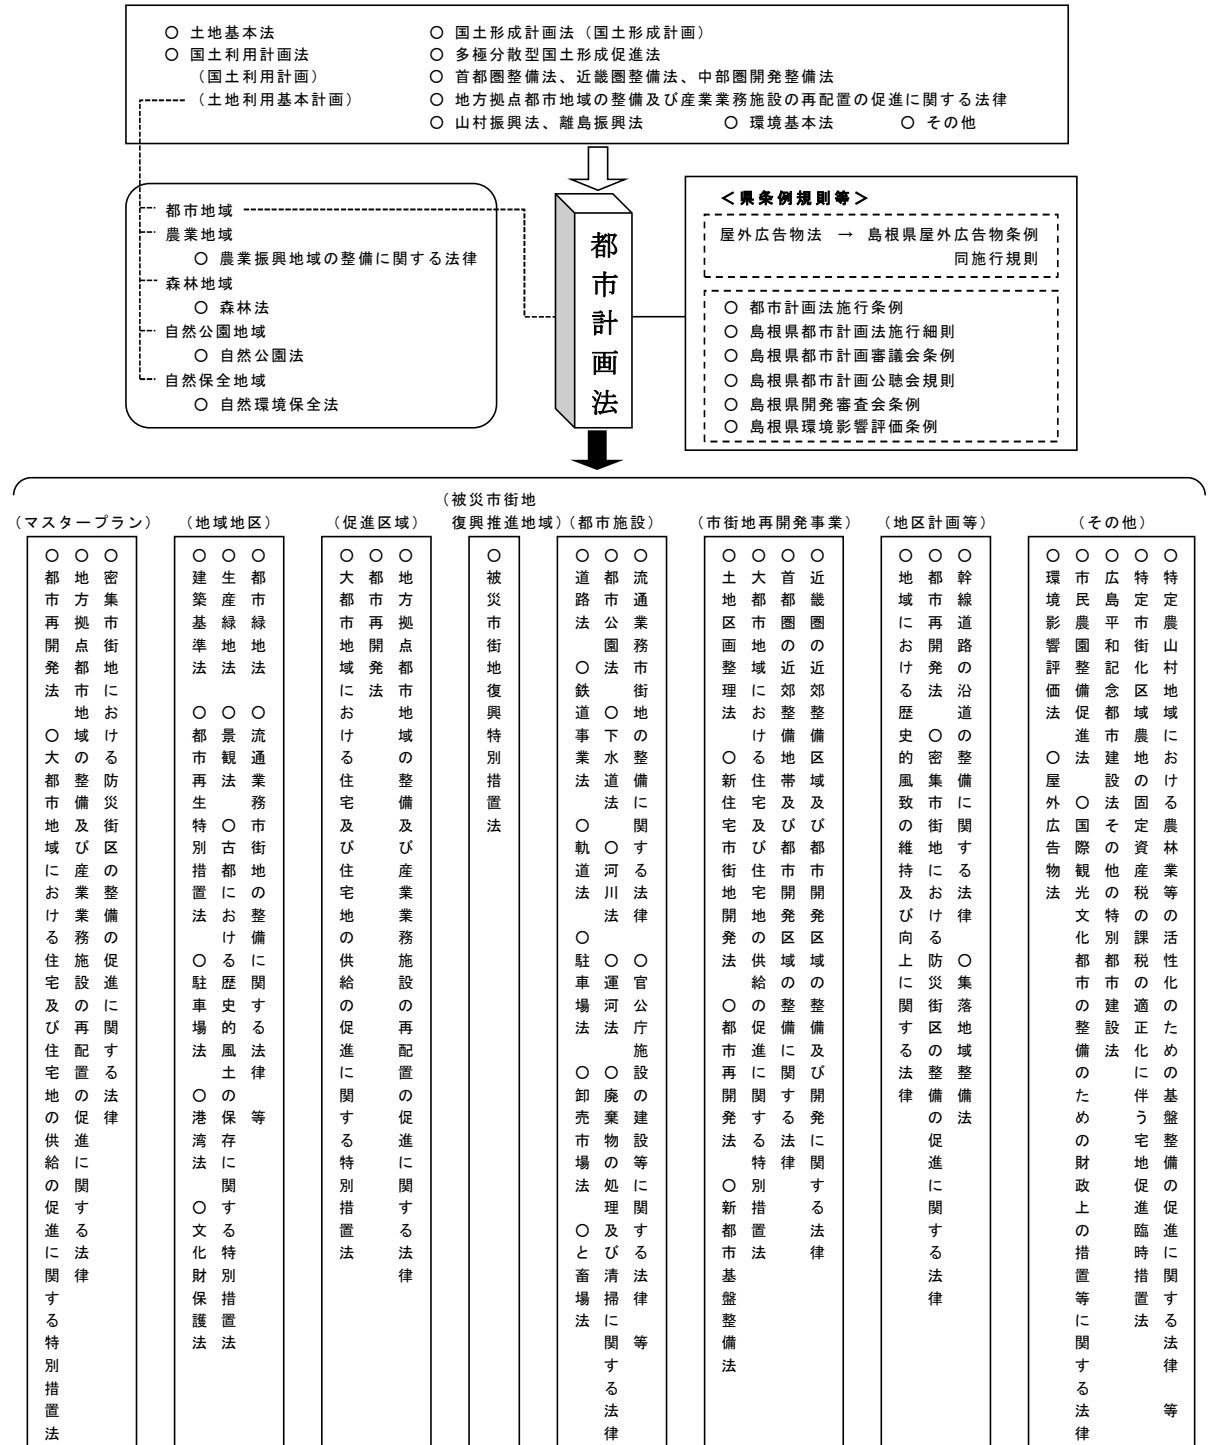 ○ 土地基本法
○ 国土利用計画法
（国土利用計画）
（土地利用基本計画）
○ 国土形成計画法（国土形成計画）
○ 多極分散型国土形成促進法
○ 首都圏整備法、近畿圏整備法、中部圏開発整備法
○ 地方拠点都市地域の整備及び産業業務施設の再配置の促進に関する法律
○ 山村振興法、離島振興法　○ 環境基本法　○ その他
都市地域
農業地域
○ 農業振興地域の整備に関する法律
森林地域
○ 森林法
自然公園地域
○ 自然公園法
自然保全地域
○ 自然環境保全法
都市計画法
＜県条例規則等＞
屋外広告物法 → 島根県屋外広告物条例
同施行規則
○ 都市計画法施行条例
○ 島根県都市計画法施行細則
○ 島根県都市計画審議会条例
○ 島根県都市計画公聴会規則
○ 島根県開発審査会条例
○ 島根県環境影響評価条例
（マスタープラン）
○密集市街地における防災街区の整備の促進に関する法律
○地方拠点都市地域の整備及び産業業務施設の再配置の促進に関する法律
○都市再開発法　○大都市地域における住宅及び住宅地の供給の促進に関する特別措置法
（地域地区）
○都市緑地法　○流通業務市街地の整備に関する法律　等
○生産緑地法　○景観法　○古都における歴史的風土の保存に関する特別措置法
○建築基準法　○都市再生特別措置法　○駐車場法　○港湾法　○文化財保護法
（促進区域）
○地方拠点都市地域の整備及び産業業務施設の再配置の促進に関する法律
○都市再開発法
○大都市地域における住宅及び住宅地の供給の促進に関する特別措置法
（被災市街地
復興推進地域）
○被災市街地復興特別措置法
（都市施設）
○流通業務市街地の整備に関する法律　○官公庁施設の建設等に関する法律　等
○都市公園法　○下水道法　○河川法　○運河法　○廃棄物の処理及び清掃に関する法律
○道路法　○鉄道事業法　○軌道法　○駐車場法　○卸売市場法　○と畜場法
（市街地再開発事業）
○近畿圏の近郊整備区域及び都市開発区域の整備及び開発に関する法律
○首都圏の近郊整備地帯及び都市開発区域の整備に関する法律
○大都市地域における住宅及び住宅地の供給の促進に関する特別措置法
○土地区画整理法　○新住宅市街地開発法　○都市再開発法　○新都市基盤整備法
（地区計画等）
○幹線道路の沿道の整備に関する法律　○集落地域整備法
○都市再開発法　○密集市街地における防災街区の整備の促進に関する法律
○地域における歴史的風致の維持及び向上に関する法律
（その他）
○特定農山村地域における農林業等の活性化のための基盤整備の促進に関する法律　等
○特定市街化区域農地の固定資産税の課税の適正化に伴う宅地促進臨時措置法
○広島平和記念都市建設法その他の特別都市建設法
○市民農園整備促進法　○国際観光文化都市の整備のための財政上の措置等に関する法律
○環境影響評価法　○屋外広告物法